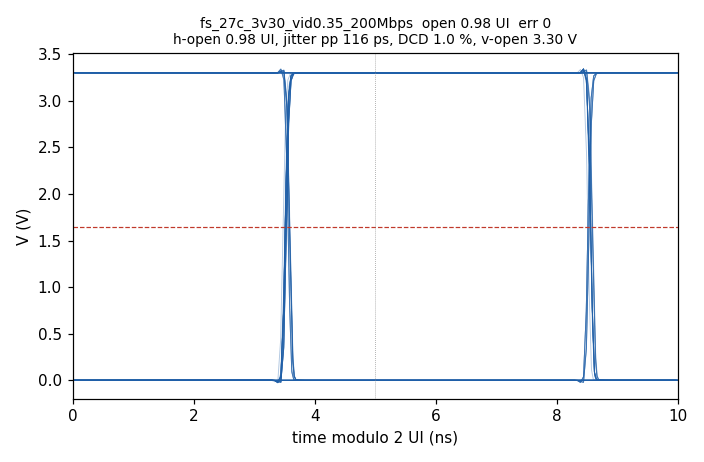 fs_27c_3v30_vid0.35_200Mbps  open 0.98 UI  err 0
h-open 0.98 UI, jitter pp 116 ps, DCD 1.0 %, v-open 3.30 V
3.5
3.0
2.5
2.0
1.5
1.0
0.5
0.0
V (V)
0 2 4 6 8 10
time modulo 2 UI (ns)